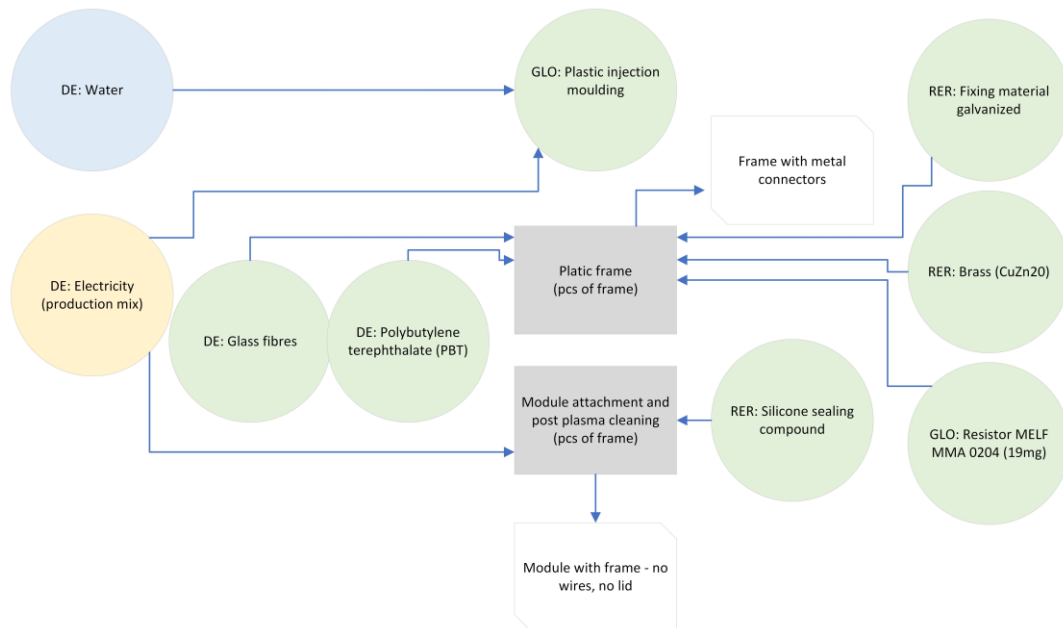 DE: Water
GLO: Plastic injection
moulding
RER: Fixing material
galvanized
Frame with metal
connectors
DE: Electricity
(production mix)
DE: Glass fibres
DE: Polybutylene
terephthalate (PBT)
Platic frame
(pcs of frame)
RER: Brass (CuZn20)
Module attachment and
post plasma cleaning
(pcs of frame)
RER: Silicone sealing
compound
GLO: Resistor MELF
MMA 0204 (19mg)
Module with frame - no
wires, no lid